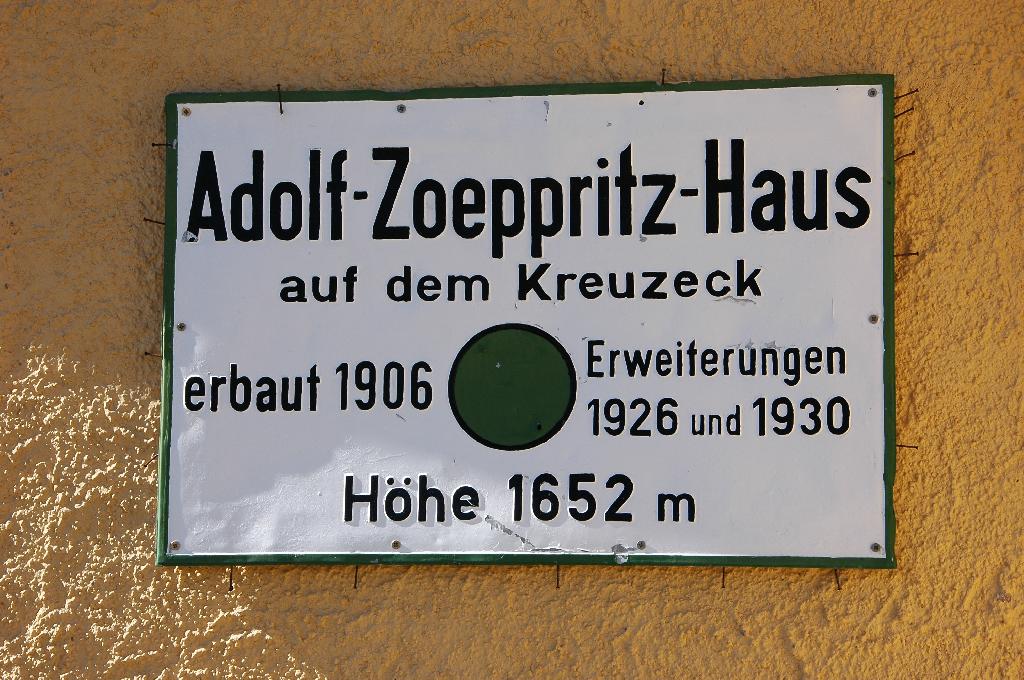 Adolf-Zoeppritz-Haus
auf dem Kreuzeck
erbaut 1906
Erweiterungen
1926 und 1930
Höhe 1652 m